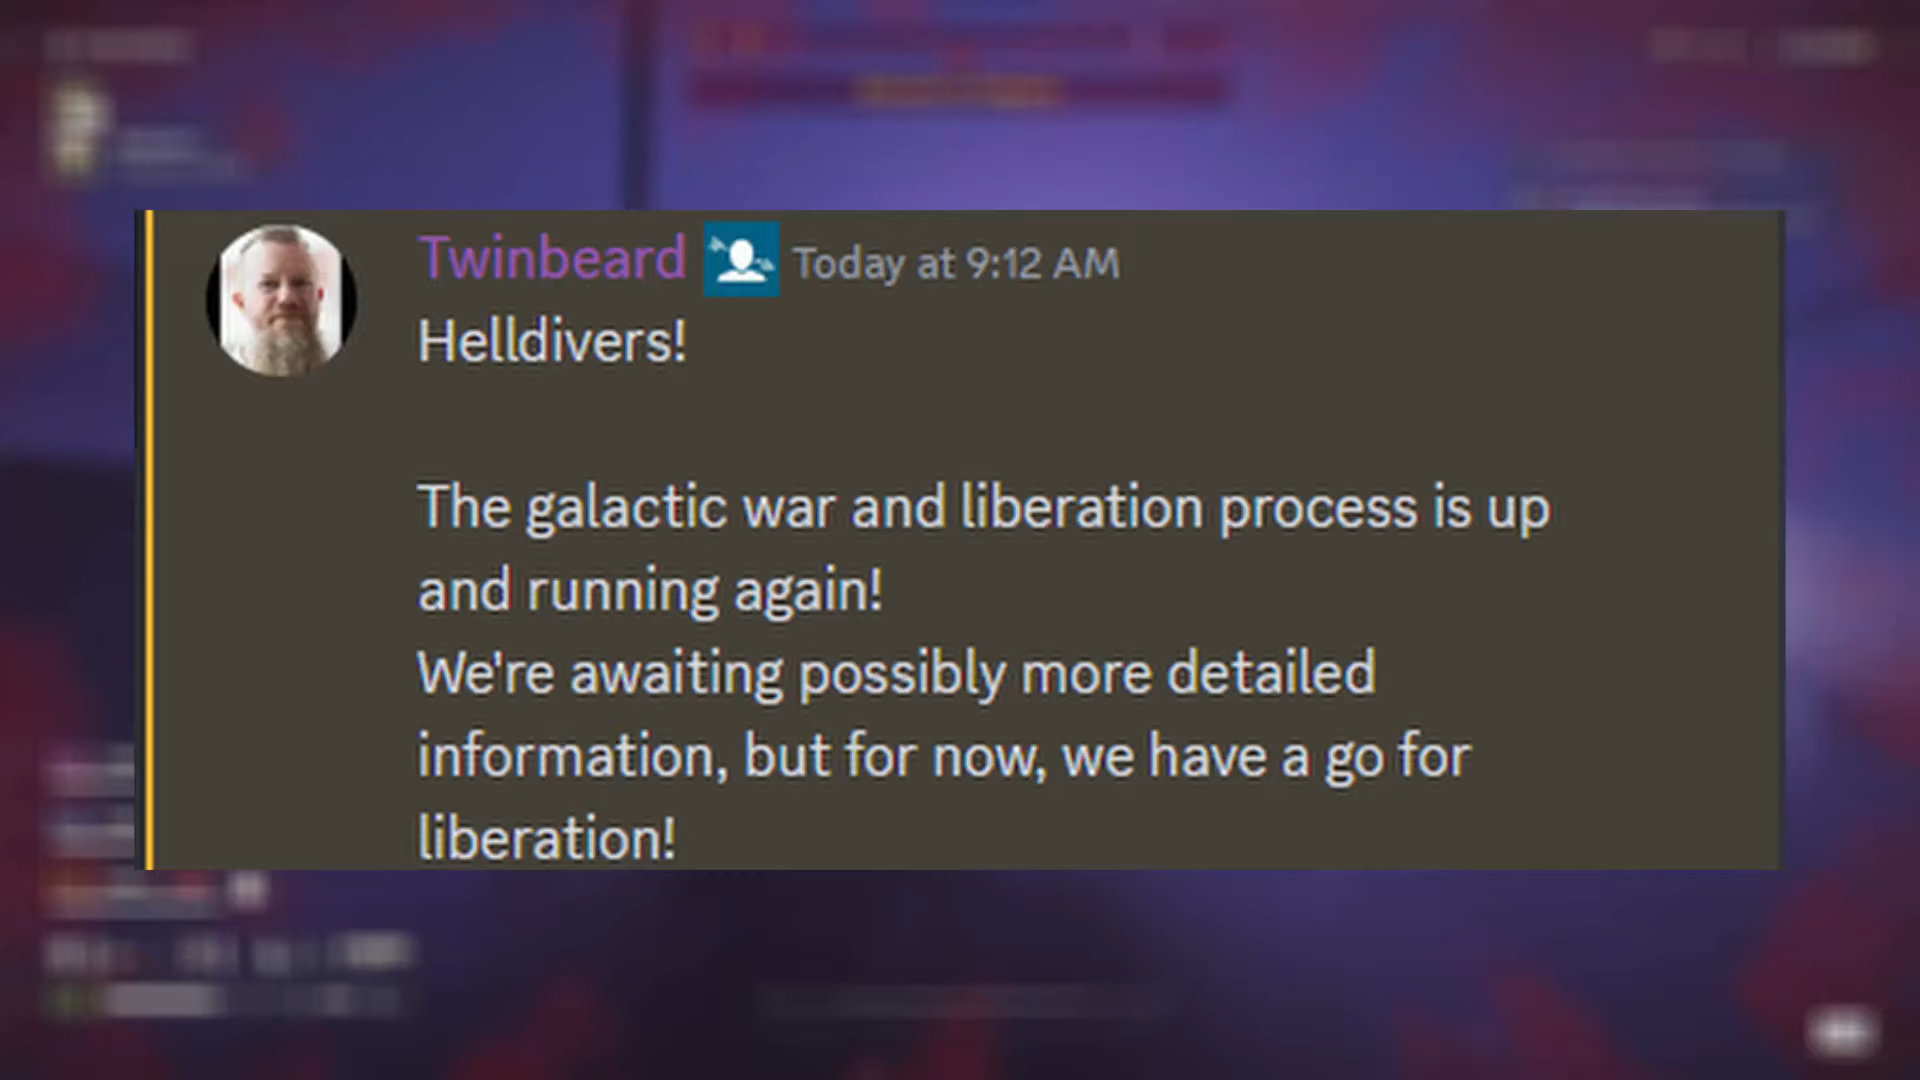 Twinbeard Today at 9:12 AM
Helldivers!
The galactic war and liberation process is up
and running again!
We're awaiting possibly more detailed
information, but for now, we have a go for
liberation!